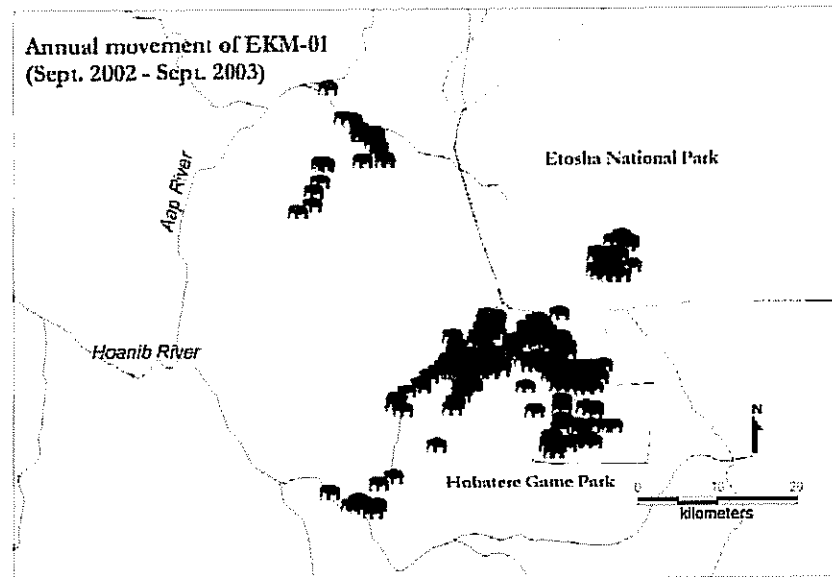 Annual movement of EKM-01
(Sept. 2002 - Sept. 2003)
Etosha National Park
Aap River
Hoanib River
N
Hobatere Game Park
0 10 20
kilometers